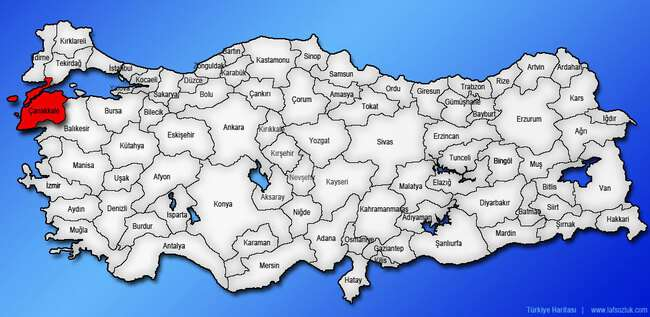 Kırklareli
dirne
Tekirdağ
İstanbul
Kocaeli
Sakarya
Düzce
Zonguldak
Bartın
Karabük
Kastamonu
Sinop
Samsun
Ordu
Giresun
Trabzon
Rize
Artvin
Ardahan
Gümüşhane
Bayburt
Kars
Iğdır
Çanakkale
Balıkesir
Bursa
Bilecik
Bolu
Çankırı
Çorum
Amasya
Tokat
Eskişehir
Ankara
Kırıkkale
Yozgat
Sivas
Erzincan
Erzurum
Ağrı
Kütahya
Manisa
Uşak
Afyon
Kırşehir
Nevşehir
Kayseri
Tunceli
Bingöl
Muş
İzmir
Aydın
Denizli
Isparta
Konya
Aksaray
Niğde
Malatya
Elazığ
Bitlis
Van
Muğla
Burdur
Antalya
Karaman
Mersin
Adana
Kahramanmaraş
Adıyaman
Diyarbakır
Batman
Siirt
Şırnak
Hakkari
Osmaniye
Gaziantep
Kilis
Şanlıurfa
Mardin
Hatay
Türkiye Haritası | www.lafsozluk.com